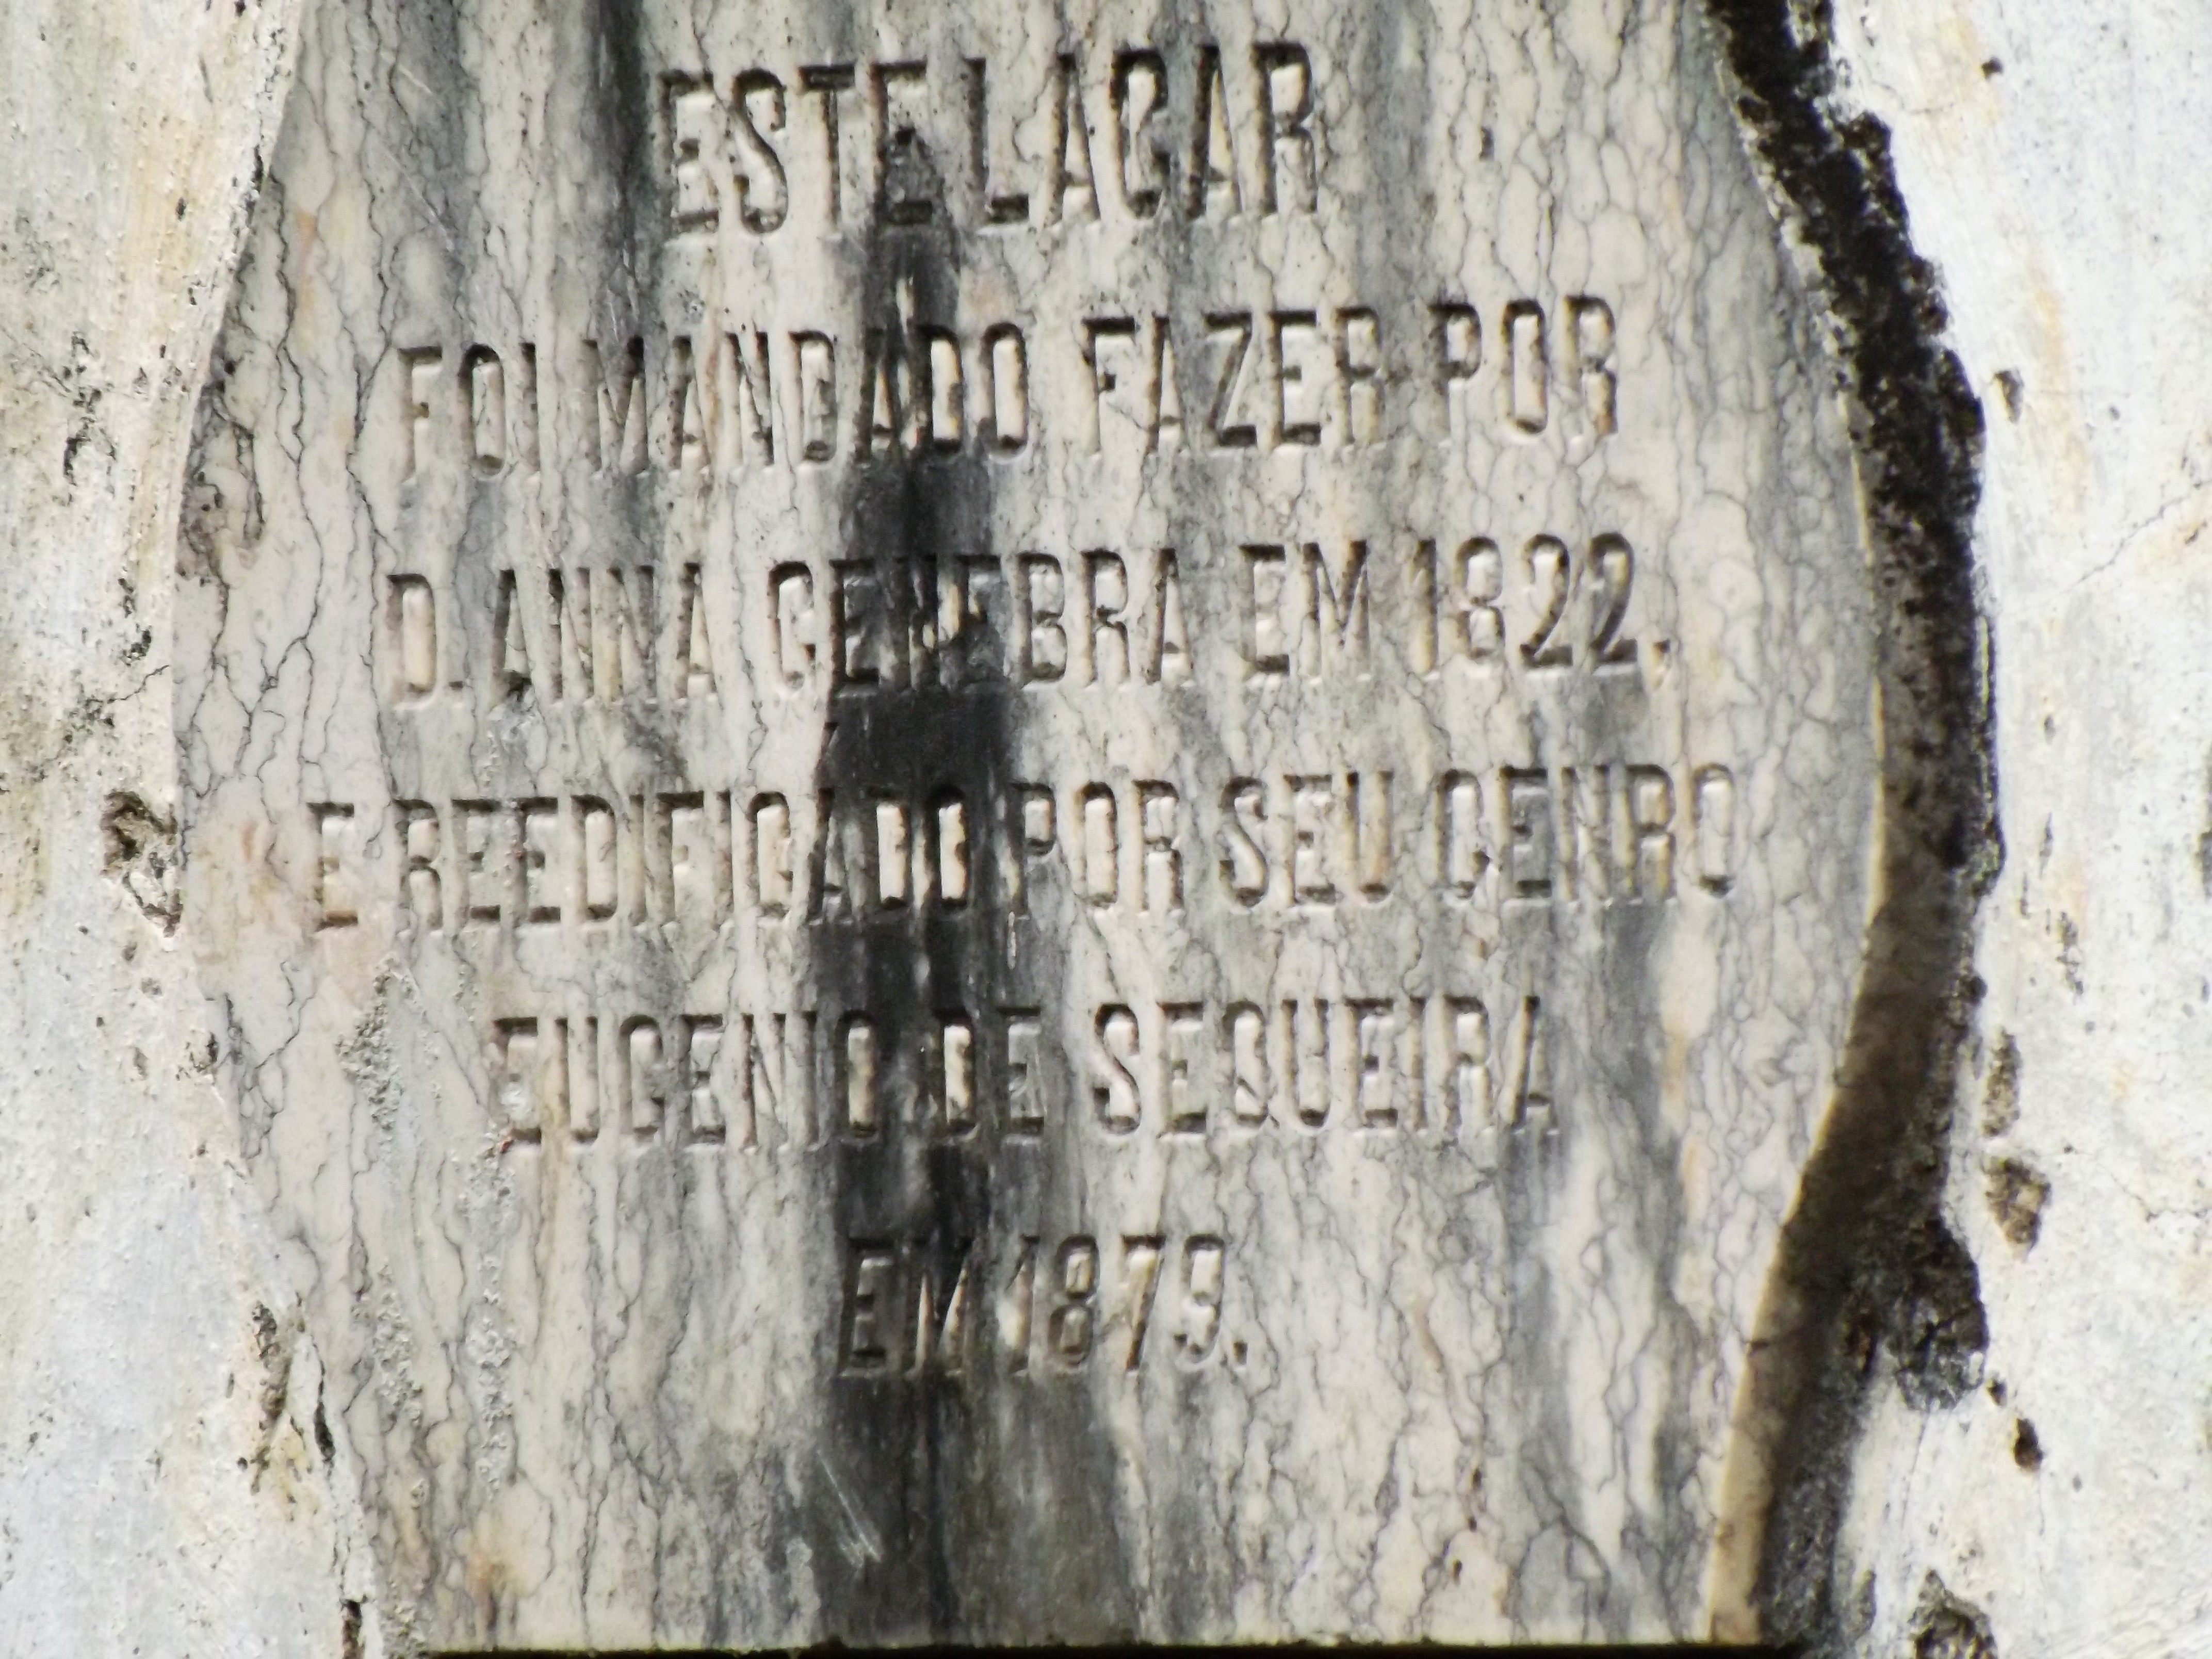 ESTE LAGAR
FOI MANDADO FAZER POR
D. ANNA GENEBRA EM 1822.
E REEDIFICADO POR SEU GENRO
EUGENIO DE SEQUEIRA
EM 1879.